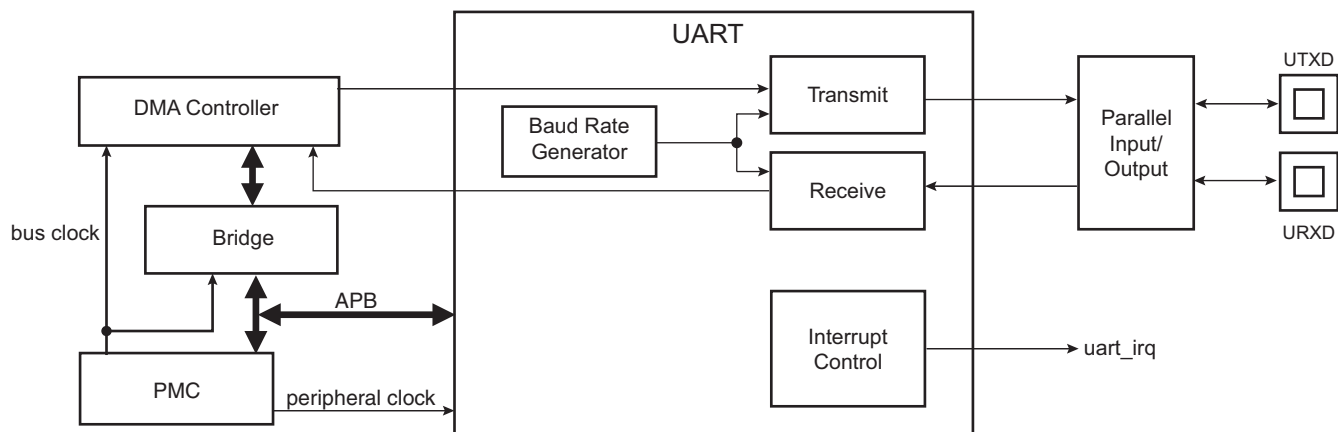 UART
UTXD
DMA Controller
Transmit
Baud Rate
Generator
Parallel
Input/
Output
Receive
URXD
bus clock
Bridge
APB
Interrupt
Control
uart_irq
PMC
peripheral clock